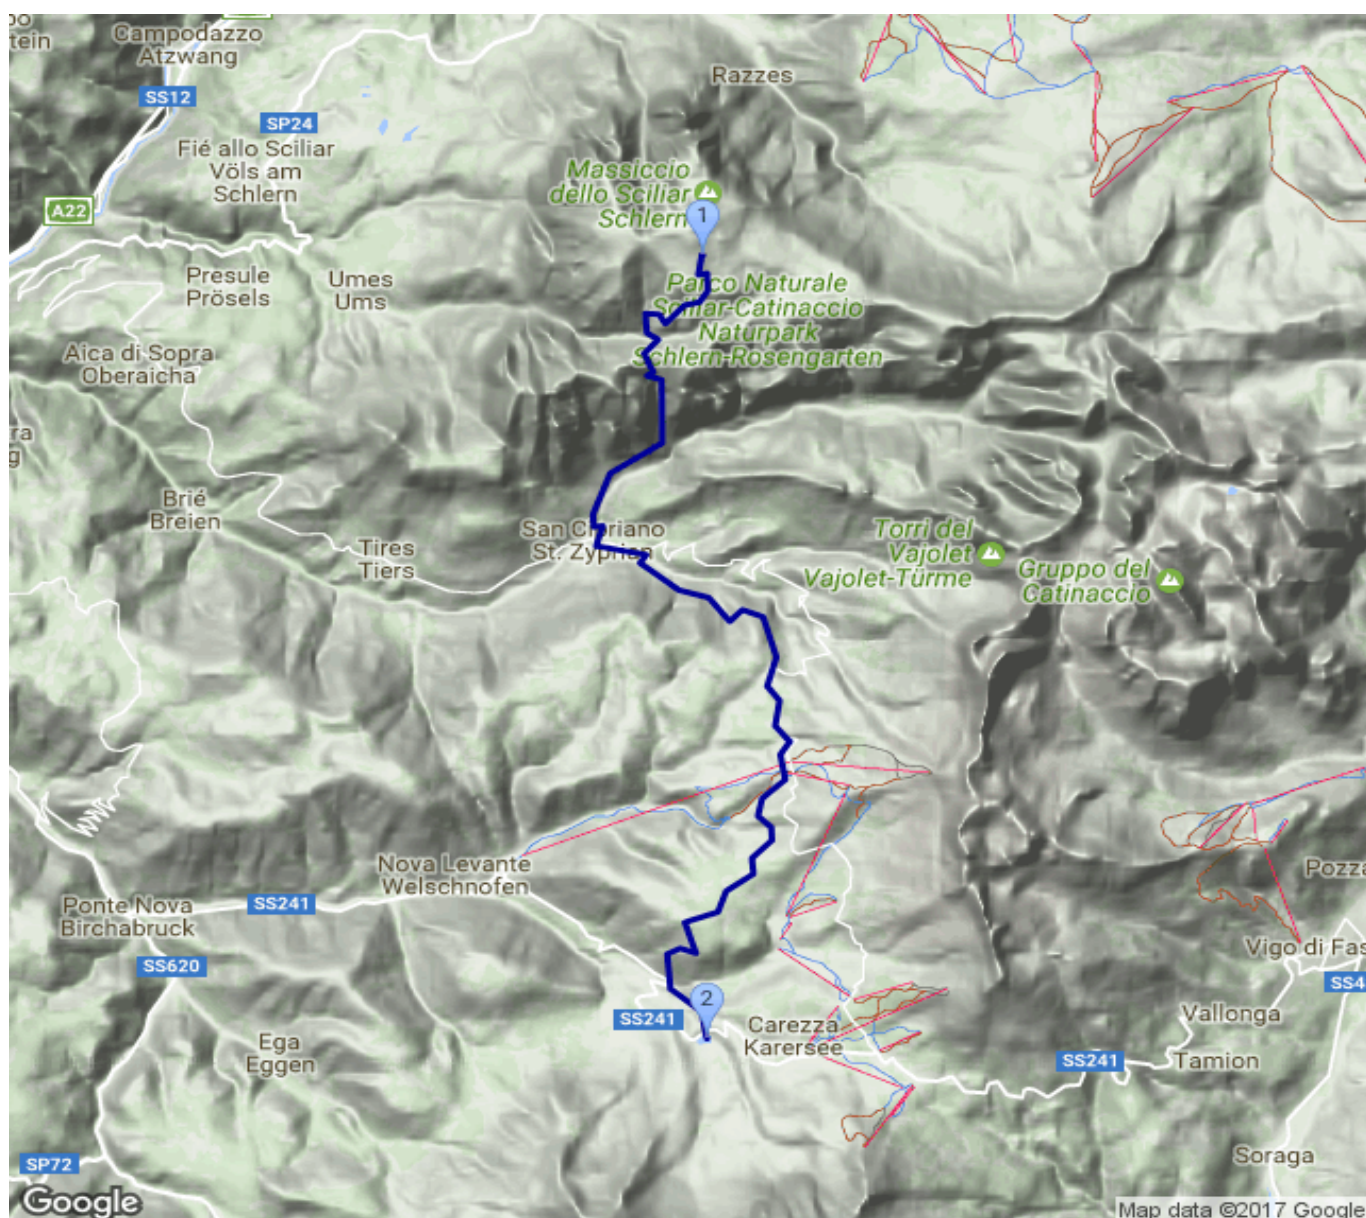 tein
Campodazzo
Atzwang
Razzes
SS12
SP24
Fié allo Sciliar
Völs am
Schlern
Massiccio
dello Sciliar
Schlern
A22
1
Presule
Prösels
Umes
Ums
Parco Naturale
Sciliar-Catinaccio
Naturpark
Schlern-Rosengarten
Aica di Sopra
Oberaicha
ra
g
Brié
Breien
San Cipriano
St. Zyprian
Tires
Tiers
Torri del
Vajolet
Vajolet-Türme
Gruppo del
Catinaccio
Nova Levante
Welschnofen
Pozza
Ponte Nova
Birchabruck
SS241
Vigo di Fas
SS620
SS4
2
SS241
Carezza
Karersee
Vallonga
Ega
Eggen
SS241
Tamion
SP72
Soraga
Google
Map data ©2017 Google